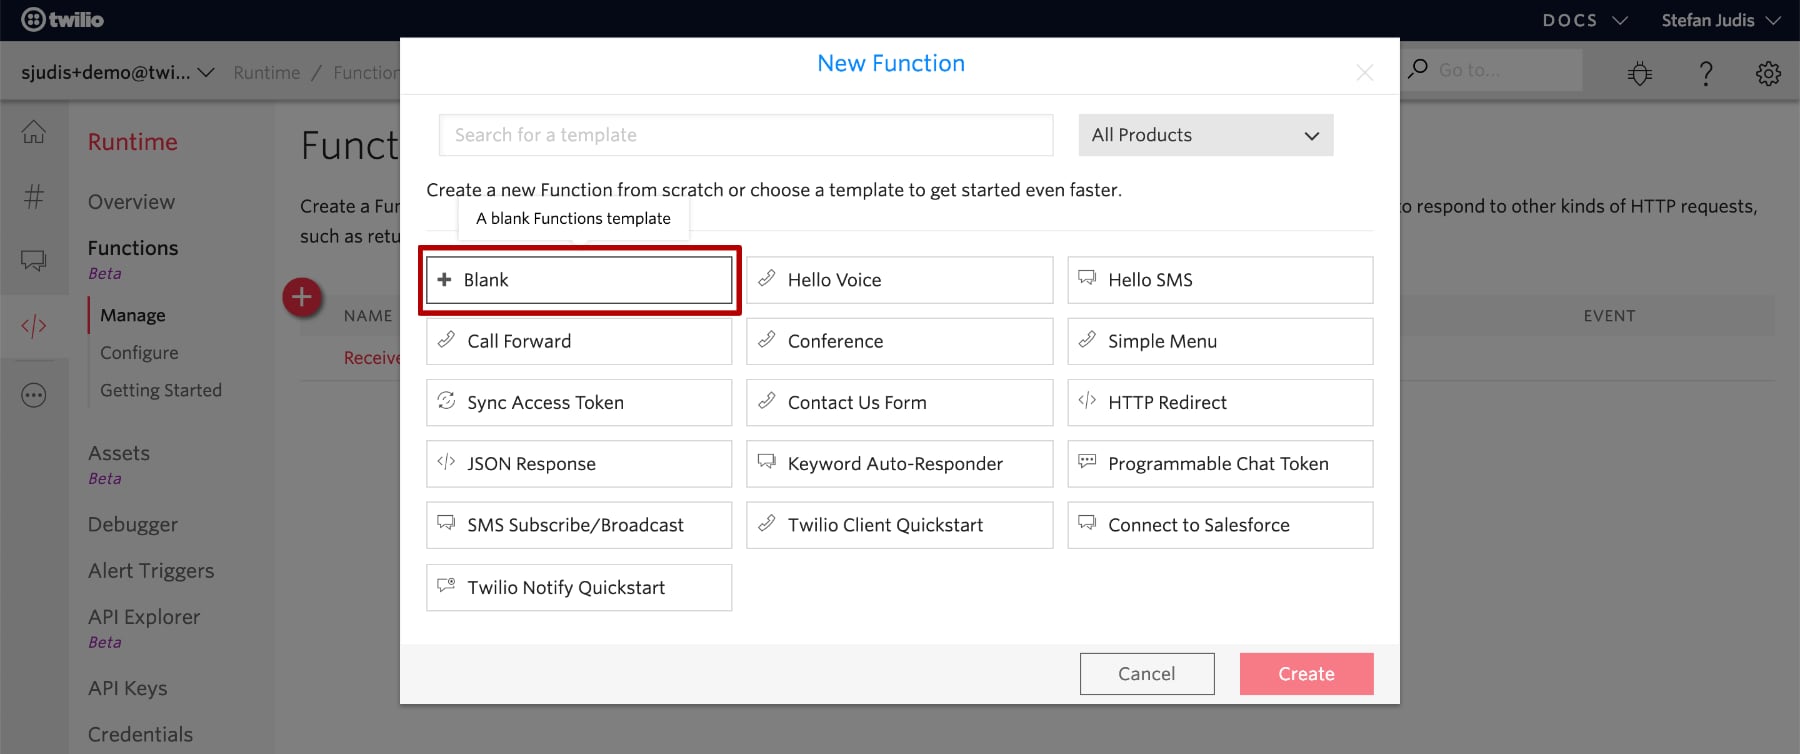 twilio
DOCS
Stefan Judis
sjudis+demo@twi...
Runtime / Function
Go to...
Runtime
Overview
Functions
Beta
Manage
Configure
Getting Started
Assets
Beta
Debugger
Alert Triggers
API Explorer
Beta
API Keys
Credentials
Funct
Create a Fun
to respond to other kinds of HTTP requests,
such as retu
NAME
EVENT
Receive
New Function
Search for a template
All Products
Create a new Function from scratch or choose a template to get started even faster.
A blank Functions template
Blank
Hello Voice
Hello SMS
Call Forward
Conference
Simple Menu
Sync Access Token
Contact Us Form
HTTP Redirect
JSON Response
Keyword Auto-Responder
Programmable Chat Token
SMS Subscribe/Broadcast
Twilio Client Quickstart
Connect to Salesforce
Twilio Notify Quickstart
Cancel
Create